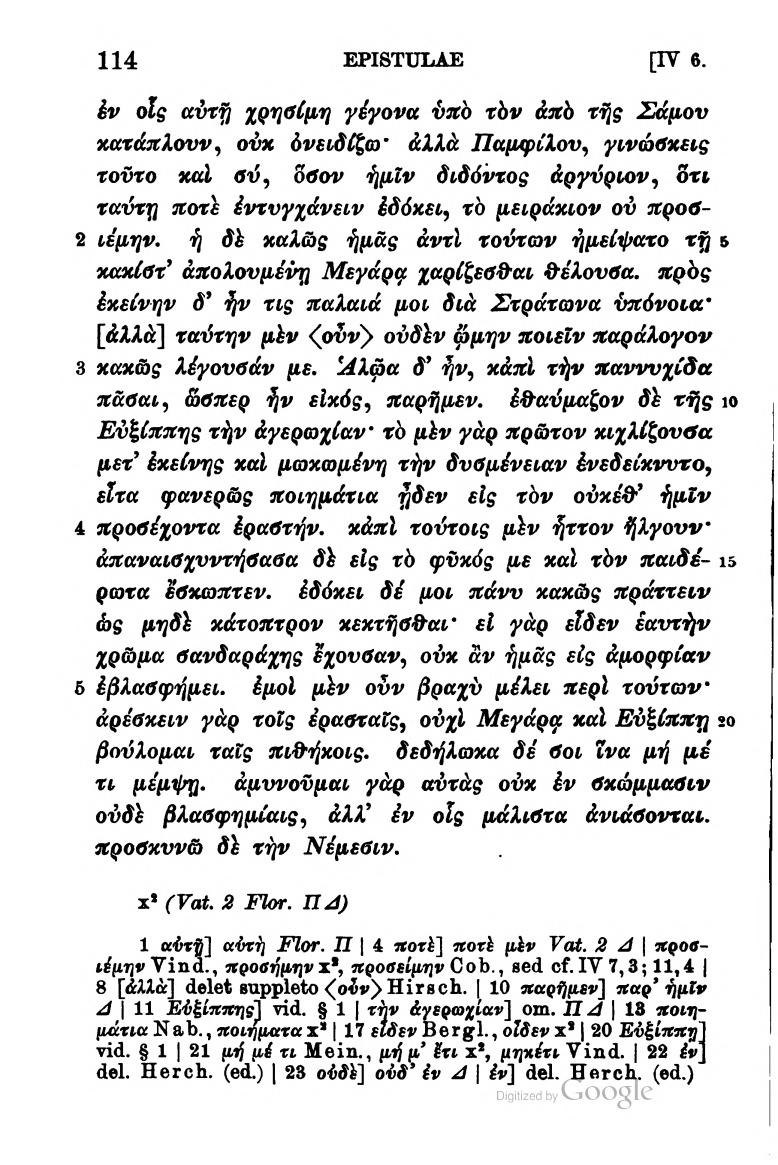 114 EPISTULAE [IV 6.
ἐν οἷς αὐτῇ χρησίμη γέγονα ὑπὸ τὸν ἀπὸ τῆς Σάμου
κατάπλουν, οὐκ ὀνειδίζω· ἀλλὰ Παμφίλου, γινώσκεις
τοῦτο καὶ σύ, ὅσον ἡμῖν διδόντος ἀργύριον, ὅτι
ταύτῃ ποτὲ ἐντυγχάνειν ἐδόκει, τὸ μειράκιον οὐ προσ-
2 ιέμην. ἡ δὲ καλῶς ἡμᾶς ἀντὶ τούτων ἠμείψατο τῇ 5
κακίστ’ ἀπολουμένῃ Μεγάρᾳ χαρίζεσθαι θέλουσα. πρὸς
ἐκείνην δ’ ἦν τις παλαιά μοι διὰ Στράτωνα ὑπόνοια·
[ἀλλὰ] ταύτην μὲν ⟨οὖν⟩ οὐδὲν ᾤμην ποιεῖν παράλογον
3 κακῶς λέγουσάν με. Ἁλῷα δ’ ἦν, κἀπὶ τὴν παννυχίδα
πᾶσαι, ὥσπερ ἦν εἰκός, παρῆμεν. ἐθαύμαζον δὲ τῆς 10
Εὐξίππης τὴν ἀγερωχίαν· τὸ μὲν γὰρ πρῶτον κιχλίζουσα
μετ’ ἐκείνης καὶ μωκωμένη τὴν δυσμένειαν ἐνεδείκνυτο,
εἶτα φανερῶς ποιημάτια ᾖδεν εἰς τὸν οὐκέθ’ ἡμῖν
4 προσέχοντα ἐραστήν. κἀπὶ τούτοις μὲν ἧττον ἤλγουν·
ἀπαναισχυντήσασα δὲ εἰς τὸ φῦκός με καὶ τὸν παιδέ- 15
ρωτα ἔσκωπτεν. ἐδόκει δέ μοι πάνυ κακῶς πράττειν
ὡς μηδὲ κάτοπτρον κεκτῆσθαι· εἰ γὰρ εἶδεν ἑαυτὴν
χρῶμα σανδαράχης ἔχουσαν, οὐκ ἂν ἡμᾶς εἰς ἀμορφίαν
5 ἐβλασφήμει. ἐμοὶ μὲν οὖν βραχὺ μέλει περὶ τούτων·
ἀρέσκειν γὰρ τοῖς ἐρασταῖς, οὐχὶ Μεγάρᾳ καὶ Εὐξίππῃ 20
βούλομαι ταῖς πιθήκοις. δεδήλωκα δέ σοι ἵνα μή μέ
τι μέμψῃ. ἀμυνοῦμαι γὰρ αὐτὰς οὐκ ἐν σκώμμασιν
οὐδὲ βλασφημίαις, ἀλλ’ ἐν οἷς μάλιστα ἀνιάσονται.
προσκυνῶ δὲ τὴν Νέμεσιν.
x² (Vat. 2 Flor. Π Δ)
1 αὐτῇ] αὐτὴ Flor. Π | 4 ποτὲ] ποτὲ μὲν Vat. 2 Δ | προσ-
ιέμην Vind., προσήμην x², προσείμην Cob., sed cf. IV 7, 3; 11, 4 |
8 [ἀλλὰ] delet suppleto ⟨οὖν⟩ Hirsch. | 10 παρῆμεν] παρ’ ἡμῖν
Δ | 11 Εὐξίππης] vid. § 1 | τὴν ἀγερωχίαν] om. Π Δ | 13 ποιη-
μάτια Nab., ποιήματα x² | 17 εἶδεν Bergl., οἶδεν x² | 20 Εὐξίππῃ]
vid. § 1 | 21 μή μέ τι Mein., μή μ’ ἔτι x², μηκέτι Vind. | 22 ἐν]
del. Herch. (ed.) | 23 οὐδὲ] οὐδ’ ἐν Δ | ἐν] del. Herch. (ed.)
Digitized by Google